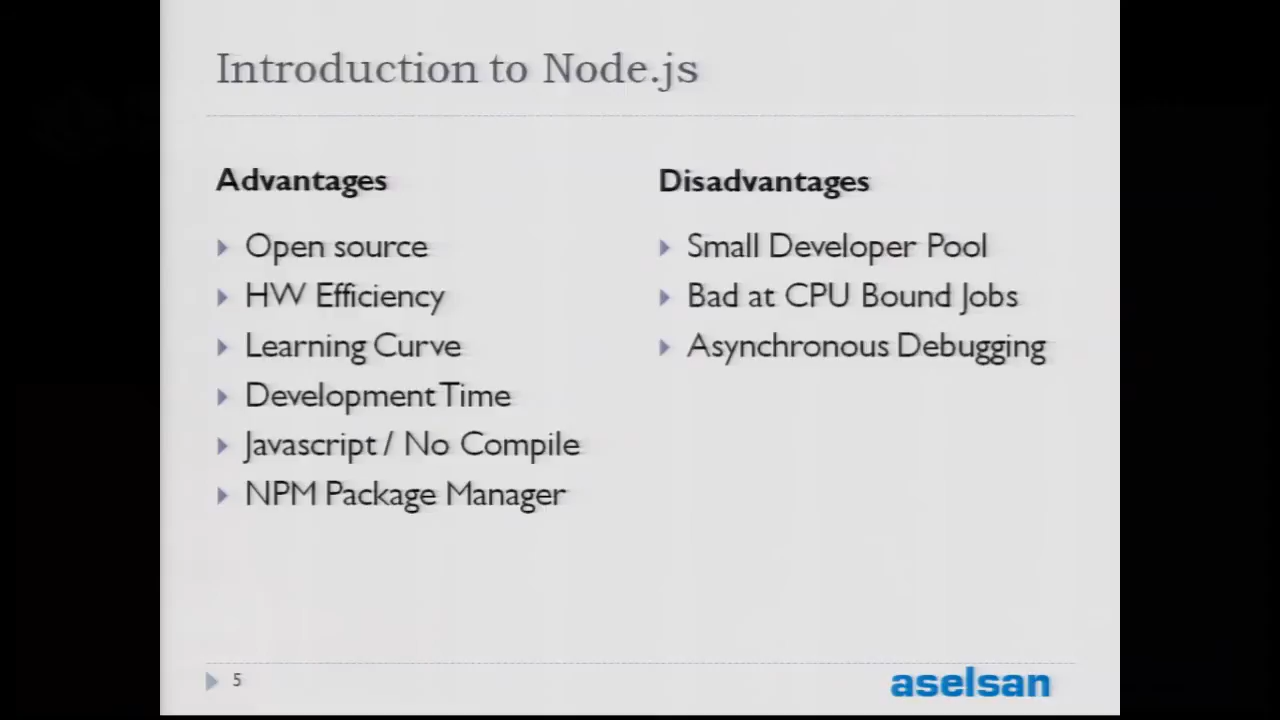 Introduction to Node.js
Advantages
Open source
HW Efficiency
Learning Curve
Development Time
Javascript / No Compile
NPM Package Manager
Disadvantages
Small Developer Pool
Bad at CPU Bound Jobs
Asynchronous Debugging
5
aselsan